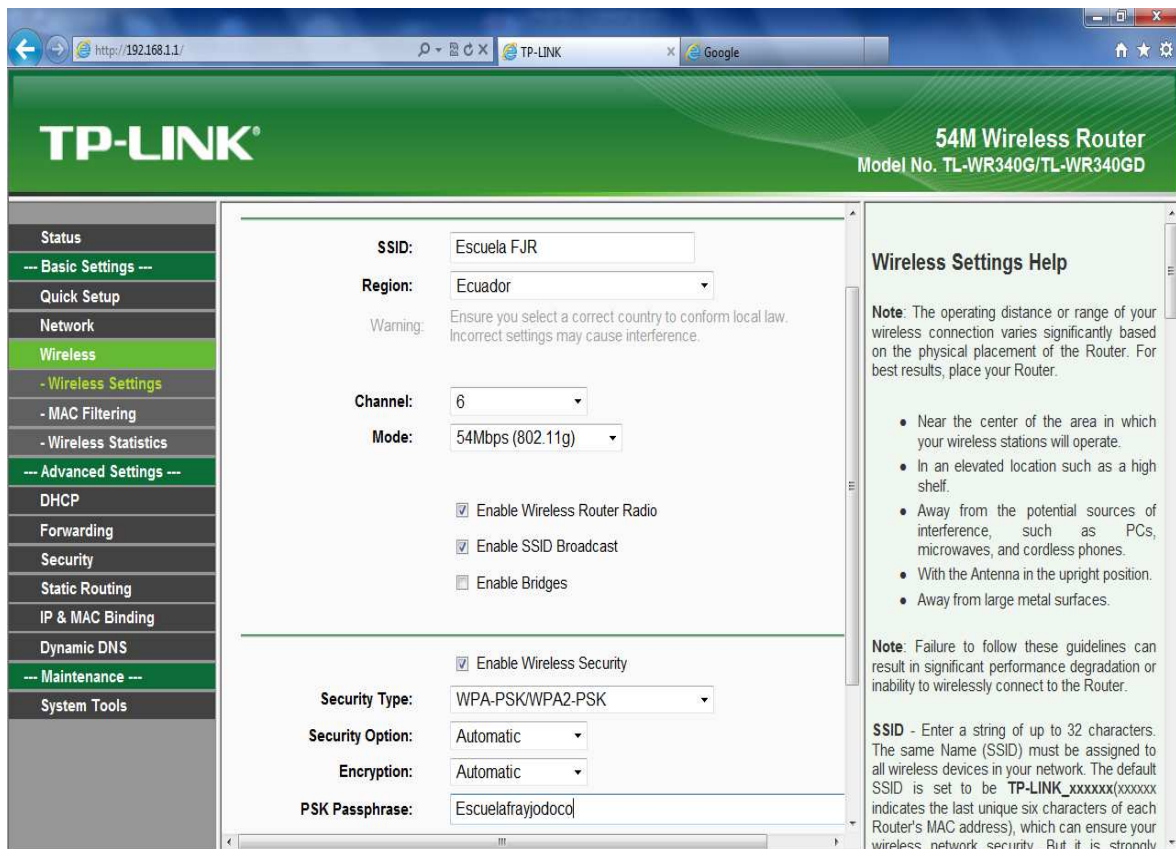 http://192.168.1.1/
TP-LINK
Google
TP-LINK®
54M Wireless Router
Model No. TL-WR340G/TL-WR340GD
Status
--- Basic Settings ---
Quick Setup
Network
Wireless
- Wireless Settings
- MAC Filtering
- Wireless Statistics
--- Advanced Settings ---
DHCP
Forwarding
Security
Static Routing
IP & MAC Binding
Dynamic DNS
--- Maintenance ---
System Tools
SSID: Escuela FJR
Region: Ecuador
Warning: Ensure you select a correct country to conform local law.
Incorrect settings may cause interference.
Channel: 6
Mode: 54Mbps (802.11g)
Enable Wireless Router Radio
Enable SSID Broadcast
Enable Bridges
Enable Wireless Security
Security Type: WPA-PSK/WPA2-PSK
Security Option: Automatic
Encryption: Automatic
PSK Passphrase: Escuelafrayjodoco
Wireless Settings Help
Note: The operating distance or range of your
wireless connection varies significantly based
on the physical placement of the Router. For
best results, place your Router.
● Near the center of the area in which
your wireless stations will operate.
● In an elevated location such as a high
shelf.
● Away from the potential sources of
interference, such as PCs,
microwaves, and cordless phones.
● With the Antenna in the upright position.
● Away from large metal surfaces.
Note: Failure to follow these guidelines can
result in significant performance degradation or
inability to wirelessly connect to the Router.
SSID - Enter a string of up to 32 characters.
The same Name (SSID) must be assigned to
all wireless devices in your network. The default
SSID is set to be TP-LINK_xxxxxx(xxxxxx
indicates the last unique six characters of each
Router's MAC address), which can ensure your
wireless network security. But it is strongly